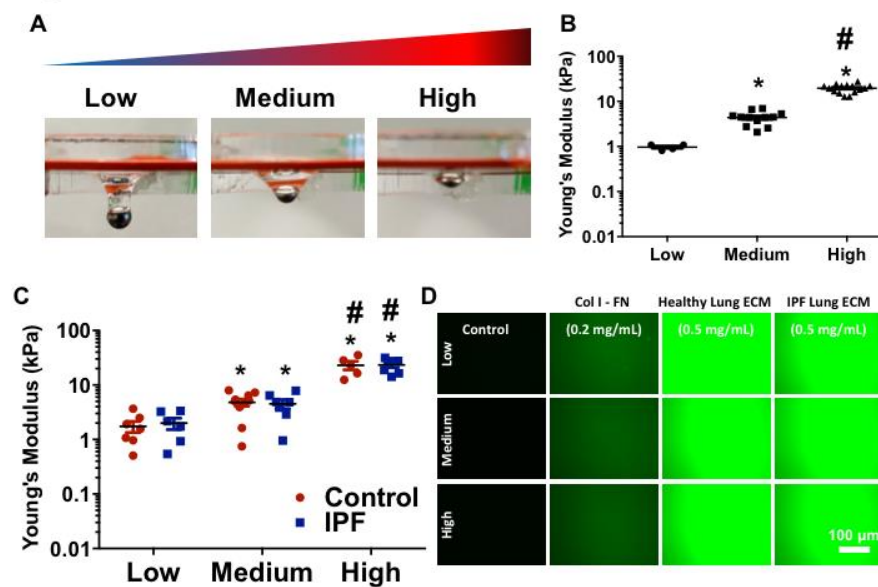 A
Low Medium High
B
Young's Modulus (kPa)
100
10
1
0.1
0.01
#
*
*
Low Medium High
C
Young's Modulus (kPa)
100
10
1
0.1
0.01
# #
* *
* *
Control
IPF
Low Medium High
D
Col I - FN Healthy Lung ECM IPF Lung ECM
Control (0.2 mg/mL) (0.5 mg/mL) (0.5 mg/mL)
Low
Medium
High
100 µm